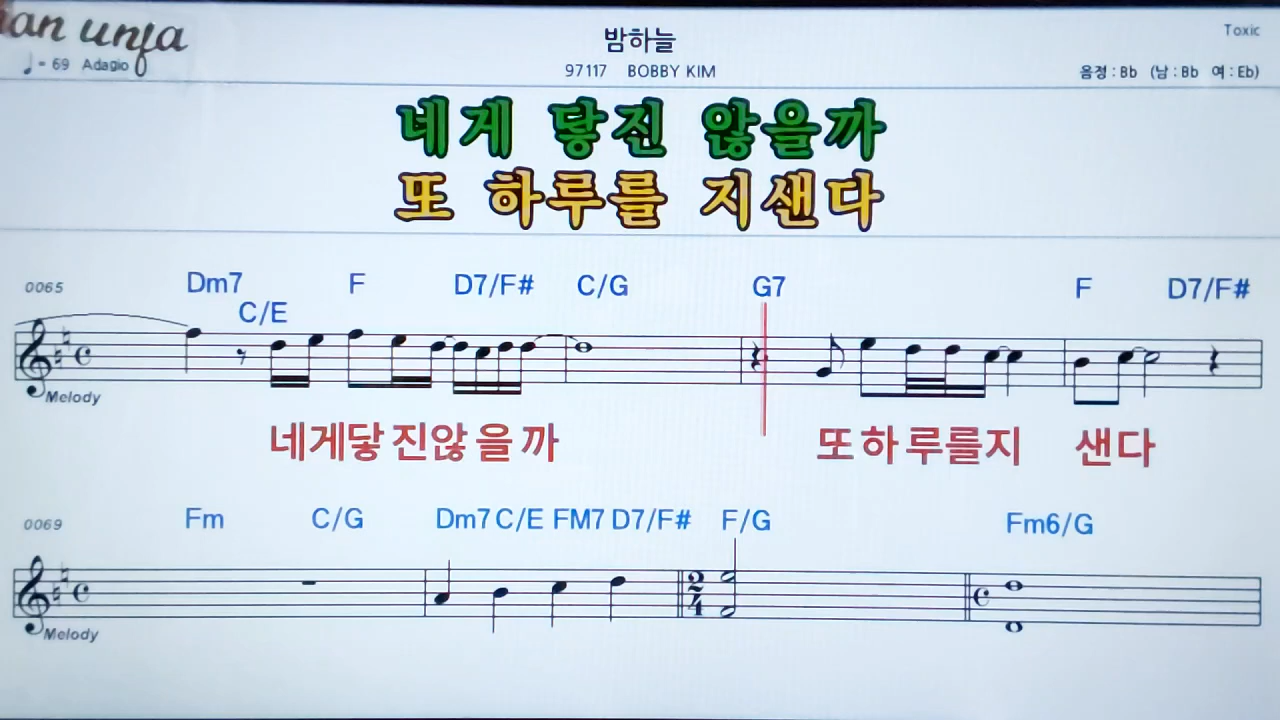 an unja
밤하늘
Toxic
♩= 69 Adagio
97117 BOBBY KIM
음정 : Bb (남 : Bb 여 : Eb)
네게 닿진 않을까
또 하루를 지샌다
0065 Dm7 C/E F D7/F# C/G G7 F D7/F#
Melody
네게닿진않을까 또하루를지샌다
0069 Fm C/G Dm7 C/E FM7 D7/F# F/G Fm6/G
2/4
Melody